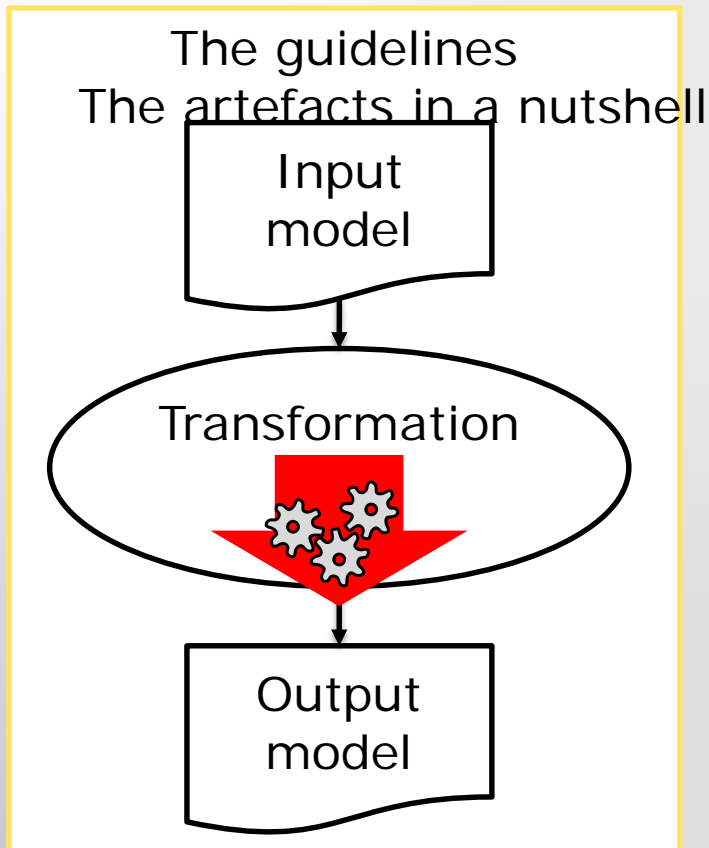 The guidelines
The artefacts in a nutshell
Input
model
Transformation
Output
model